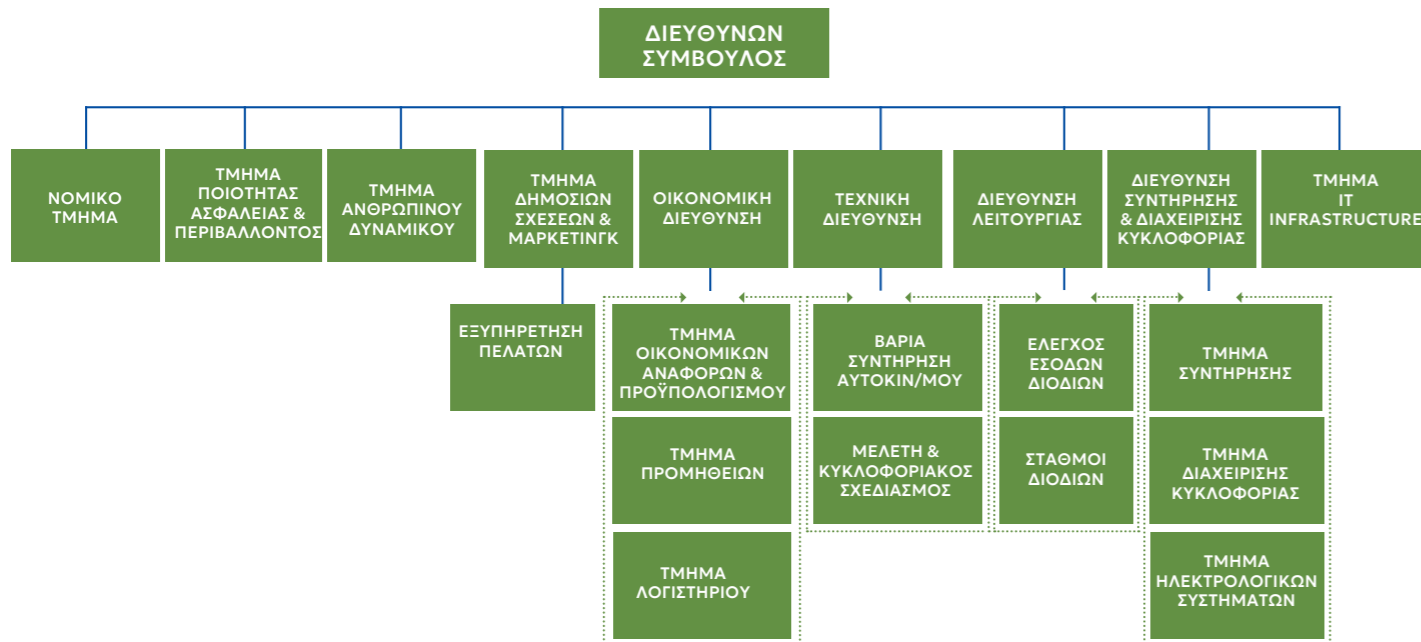 ΔΙΕΥΘΥΝΩΝ
ΣΥΜΒΟΥΛΟΣ
ΝΟΜΙΚΟ
ΤΜΗΜΑ
ΤΜΗΜΑ
ΠΟΙΟΤΗΤΑΣ
ΑΣΦΑΛΕΙΑΣ &
ΠΕΡΙΒΑΛΛΟΝΤΟΣ
ΤΜΗΜΑ
ΑΝΘΡΩΠΙΝΟΥ
ΔΥΝΑΜΙΚΟΥ
ΤΜΗΜΑ
ΔΗΜΟΣΙΩΝ
ΣΧΕΣΕΩΝ &
ΜΑΡΚΕΤΙΝΓΚ
ΟΙΚΟΝΟΜΙΚΗ
ΔΙΕΥΘΥΝΣΗ
ΤΕΧΝΙΚΗ
ΔΙΕΥΘΥΝΣΗ
ΔΙΕΥΘΥΝΣΗ
ΛΕΙΤΟΥΡΓΙΑΣ
ΔΙΕΥΘΥΝΣΗ
ΣΥΝΤΗΡΗΣΗΣ
& ΔΙΑΧΕΙΡΙΣΗΣ
ΚΥΚΛΟΦΟΡΙΑΣ
ΤΜΗΜΑ
IT
INFRASTRUCTURE
ΕΞΥΠΗΡΕΤΗΣΗ
ΠΕΛΑΤΩΝ
ΤΜΗΜΑ
ΟΙΚΟΝΟΜΙΚΩΝ
ΑΝΑΦΟΡΩΝ &
ΠΡΟΫΠΟΛΟΓΙΣΜΟΥ
ΒΑΡΙΑ
ΣΥΝΤΗΡΗΣΗ
ΑΥΤΟΚΙΝ/ΜΟΥ
ΕΛΕΓΧΟΣ
ΕΣΟΔΩΝ
ΔΙΟΔΙΩΝ
ΤΜΗΜΑ
ΣΥΝΤΗΡΗΣΗΣ
ΤΜΗΜΑ
ΠΡΟΜΗΘΕΙΩΝ
ΜΕΛΕΤΗ &
ΚΥΚΛΟΦΟΡΙΑΚΟΣ
ΣΧΕΔΙΑΣΜΟΣ
ΣΤΑΘΜΟΙ
ΔΙΟΔΙΩΝ
ΤΜΗΜΑ
ΔΙΑΧΕΙΡΙΣΗΣ
ΚΥΚΛΟΦΟΡΙΑΣ
ΤΜΗΜΑ
ΛΟΓΙΣΤΗΡΙΟΥ
ΤΜΗΜΑ
ΗΛΕΚΤΡΟΛΟΓΙΚΩΝ
ΣΥΣΤΗΜΑΤΩΝ